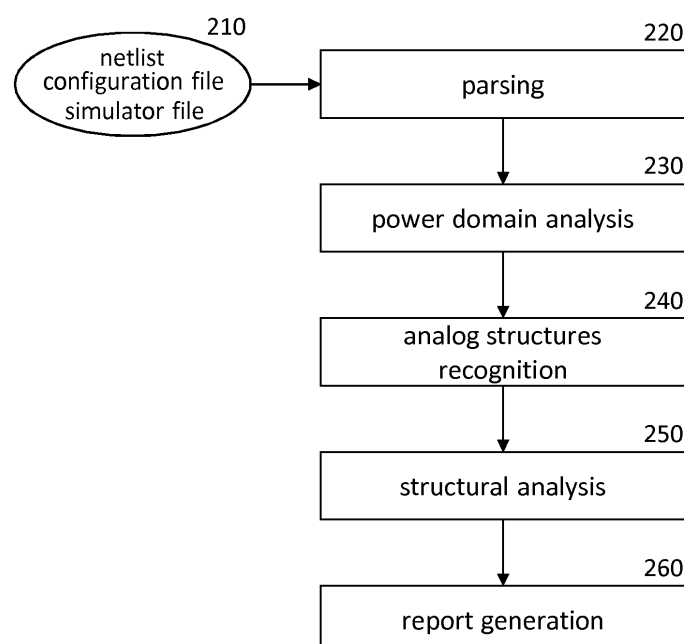 210
netlist
configuration file
simulator file
220
parsing
230
power domain analysis
240
analog structures
recognition
250
structural analysis
260
report generation